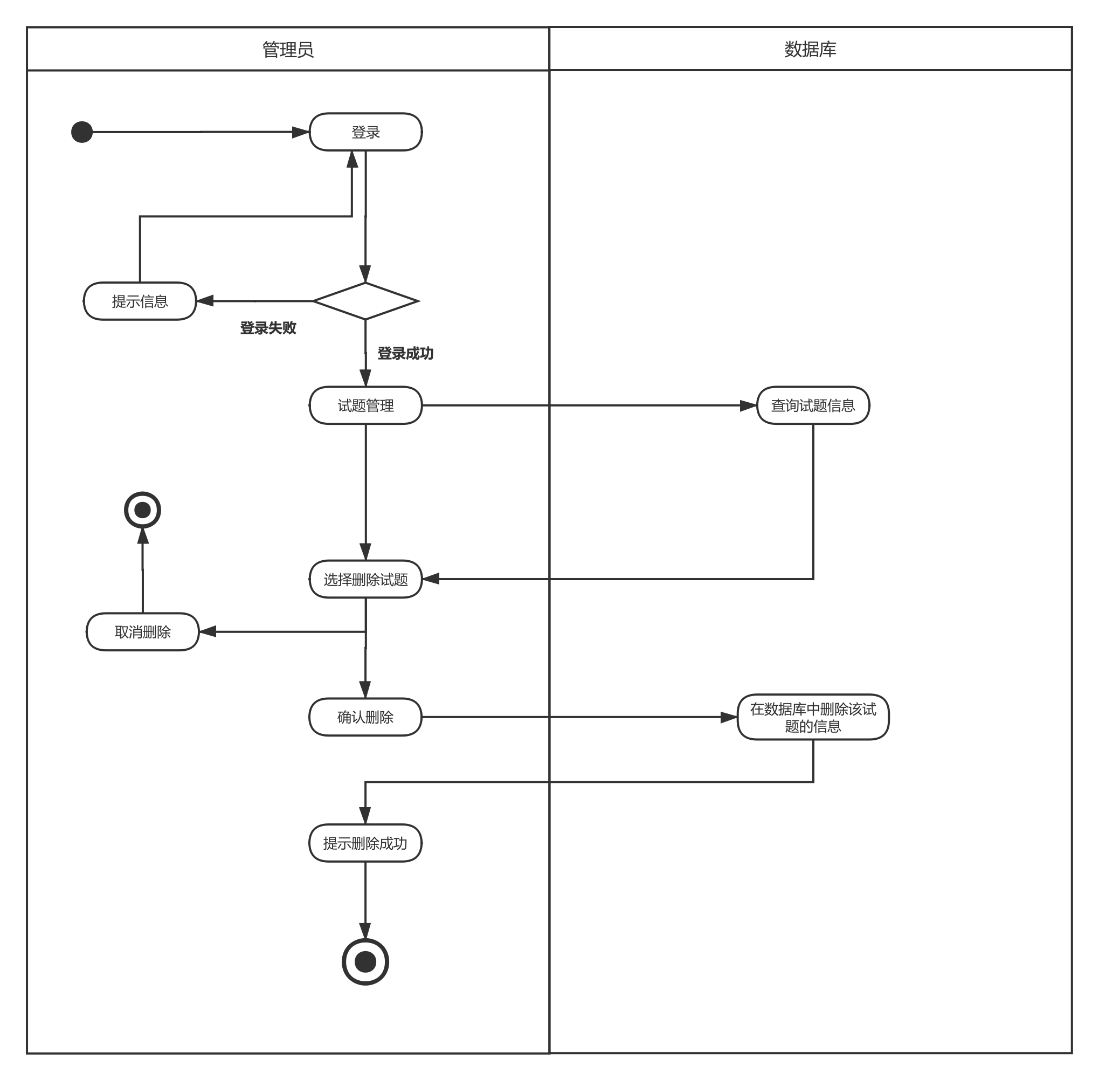 管理员
数据库
登录
提示信息
登录失败
登录成功
试题管理
查询试题信息
选择删除试题
取消删除
确认删除
在数据库中删除该试
题的信息
提示删除成功